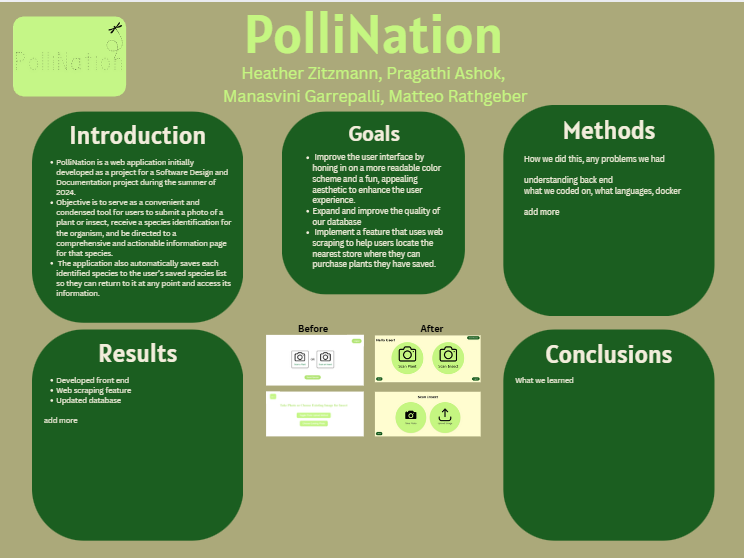 PolliNation
PolliNation
Heather Zitzmann, Pragathi Ashok,
Manasvini Garrepalli, Matteo Rathgeber
Introduction
• PolliNation is a web application initially
developed as a project for a Software Design and
Documentation project during the summer of
2024.
• Objective is to serve as a convenient and
condensed tool for users to submit a photo of a
plant or insect, receive a species identification for
the organism, and be directed to a
comprehensive and actionable information page
for that species.
• The application also automatically saves each
identified species to the user's saved species list
so they can return to it at any point and access its
information.
Goals
• Improve the user interface by
honing in on a more readable color
scheme and a fun, appealing
aesthetic to enhance the user
experience.
• Expand and improve the quality of
our database
• Implement a feature that uses web
scraping to help users locate the
nearest store where they can
purchase plants they have saved.
Methods
How we did this, any problems we had
understanding back end
what we coded on, what languages, docker
add more
Results
• Developed front end
• Web scraping feature
• Updated database
add more
Before
After
Hello User!
Scan Plant
Scan Insect
Scan Insect
Conclusions
What we learned